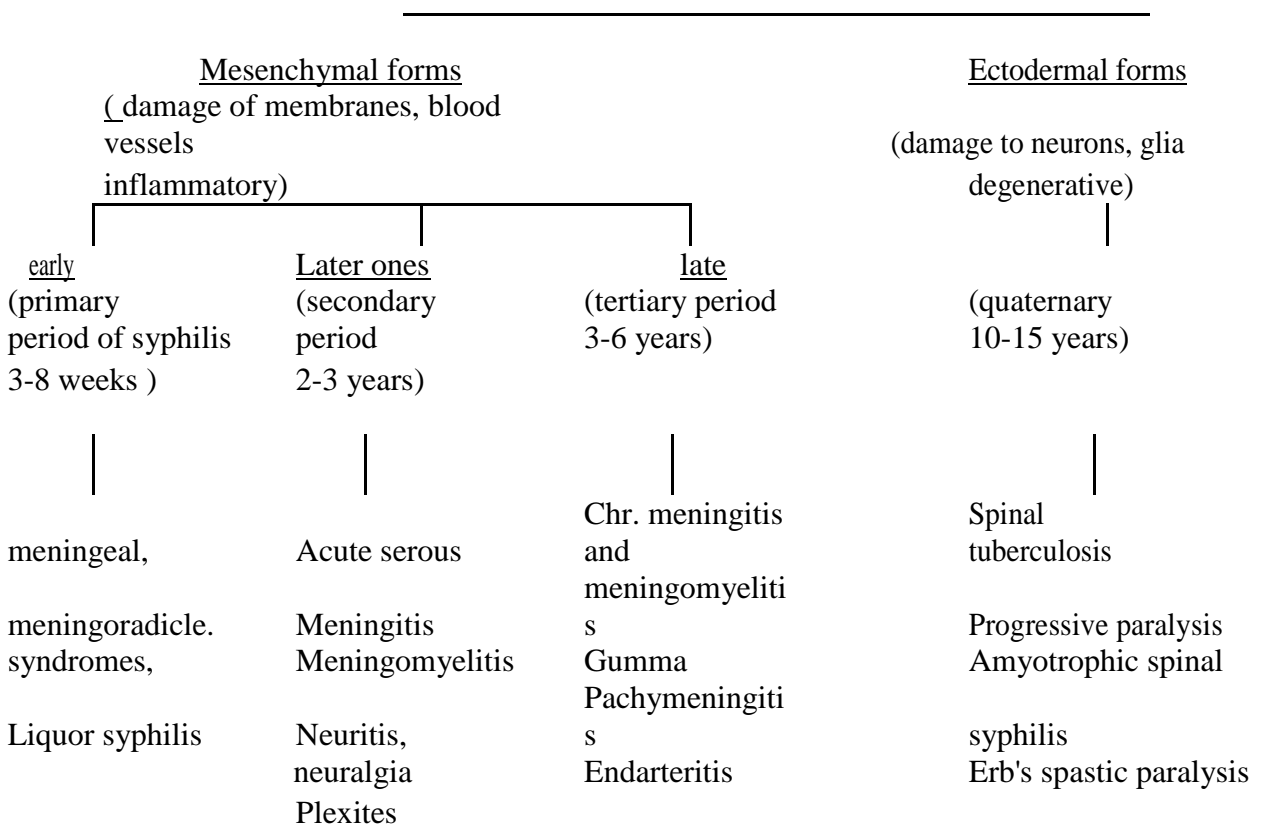 Mesenchymal forms
( damage of membranes, blood
vessels
inflammatory)
Ectodermal forms
(damage to neurons, glia
degenerative)
early
(primary
period of syphilis
3-8 weeks )
Later ones
(secondary
period
2-3 years)
late
(tertiary period
3-6 years)
(quaternary
10-15 years)
meningeal,
meningoradicle.
syndromes,
Liquor syphilis
Acute serous
Meningitis
Meningomyelitis
Neuritis,
neuralgia
Plexites
Chr. meningitis
and
meningomyeliti
s
Gumma
Pachymeningiti
s
Endarteritis
Spinal
tuberculosis
Progressive paralysis
Amyotrophic spinal
syphilis
Erb's spastic paralysis